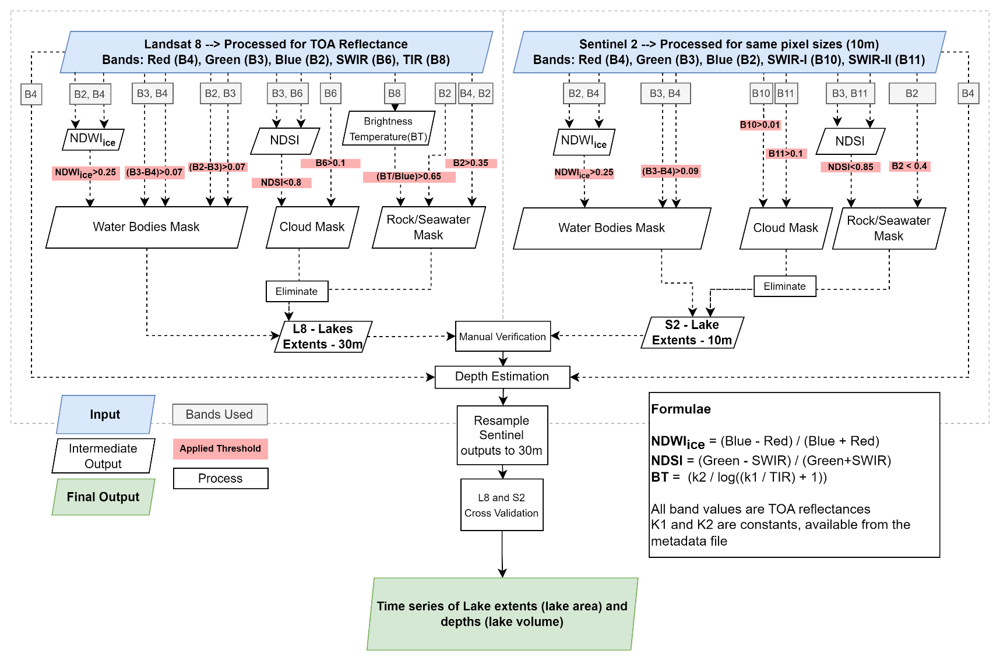 Landsat 8 --> Processed for TOA Reflectance
Bands: Red (B4), Green (B3), Blue (B2), SWIR (B6), TIR (B8)
Sentinel 2 --> Processed for same pixel sizes (10m)
Bands: Red (B4), Green (B3), Blue (B2), SWIR-I (B10), SWIR-II (B11)
B4
B2, B4
B3, B4
B2, B3
B3, B6
B6
B8
B2
B4, B2
B2, B4
B3, B4
B10
B11
B3, B11
B2
B4
NDWIice
NDSI
Brightness
Temperature(BT)
NDWIice
B10>0.01
NDSI
NDWIice>0.25
(B3-B4)>0.07
(B2-B3)>0.07
B6>0.1
NDSI<0.8
(BT/Blue)>0.65
B2>0.35
NDWIice>0.25
(B3-B4)>0.09
B11>0.1
NDSI<0.85
B2 < 0.4
Water Bodies Mask
Cloud Mask
Rock/Seawater
Mask
Water Bodies Mask
Cloud Mask
Rock/Seawater
Mask
Eliminate
Eliminate
L8 - Lakes
Extents - 30m
Manual Verification
S2 - Lake
Extents - 10m
Depth Estimation
Resample
Sentinel
outputs to 30m
L8 and S2
Cross Validation
Time series of Lake extents (lake area) and
depths (lake volume)
Input
Bands Used
Intermediate
Output
Applied Threshold
Process
Final Output
Formulae
NDWIice = (Blue - Red) / (Blue + Red)
NDSI = (Green - SWIR) / (Green+SWIR)
BT = (k2 / log((k1 / TIR) + 1))
All band values are TOA reflectances
K1 and K2 are constants, available from the
metadata file